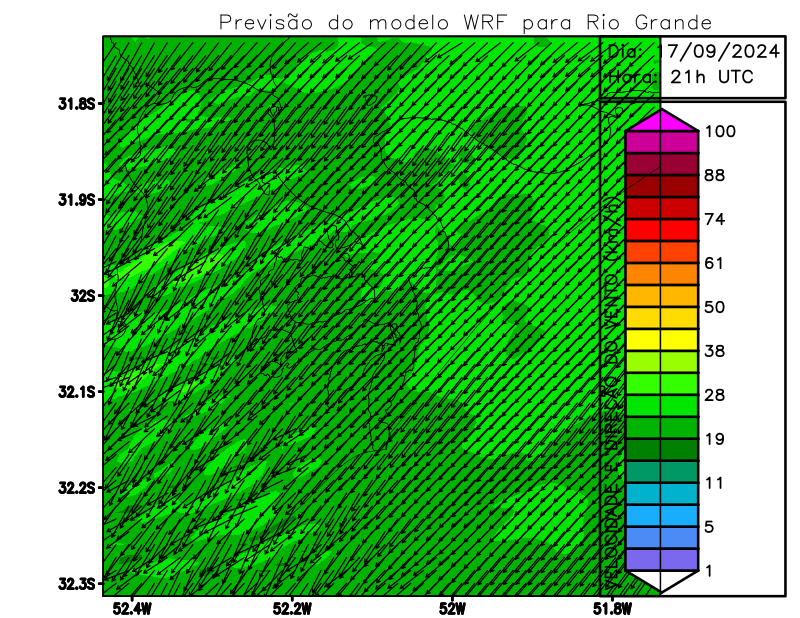 Previsão do modelo WRF para Rio Grande
Dia: 17/09/2024
Hora: 21h UTC
VELOCIDADE E DIREÇÃO DO VENTO (km/h)
100
88
74
61
50
38
28
19
11
5
1
31.8S
31.9S
32S
32.1S
32.2S
32.3S
52.4W
52.2W
52W
51.8W